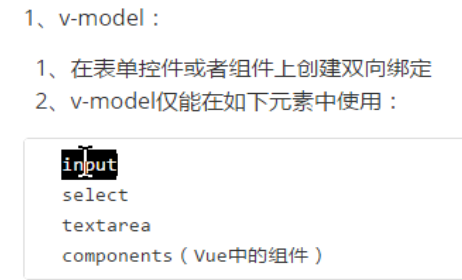 1、v-model：
1、在表单控件或者组件上创建双向绑定
2、v-model仅能在如下元素中使用：
input
select
textarea
components（Vue中的组件）